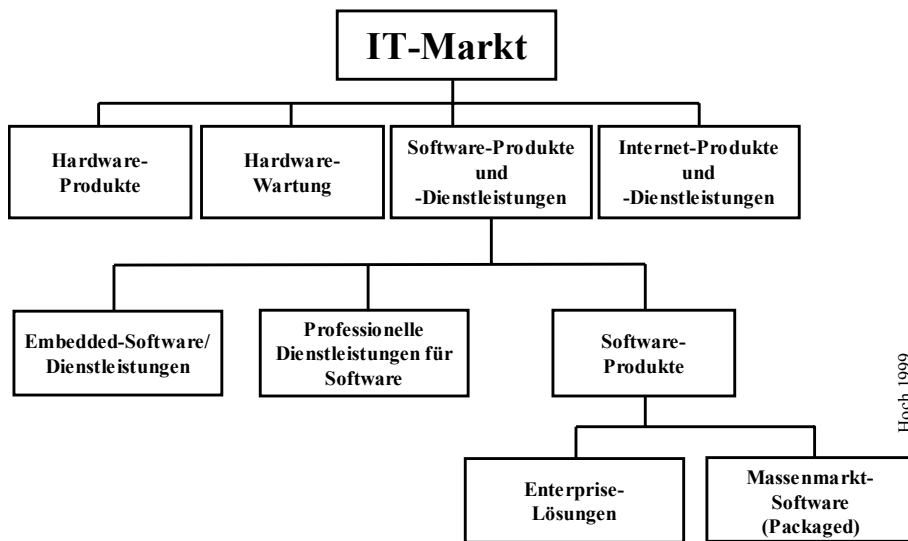 IT-Markt
Hardware-
Produkte
Hardware-
Wartung
Software-Produkte
und
-Dienstleistungen
Internet-Produkte
und
-Dienstleistungen
Embedded-Software/
Dienstleistungen
Professionelle
Dienstleistungen für
Software
Software-
Produkte
Enterprise-
Lösungen
Massenmarkt-
Software
(Packaged)
Hoch 1999